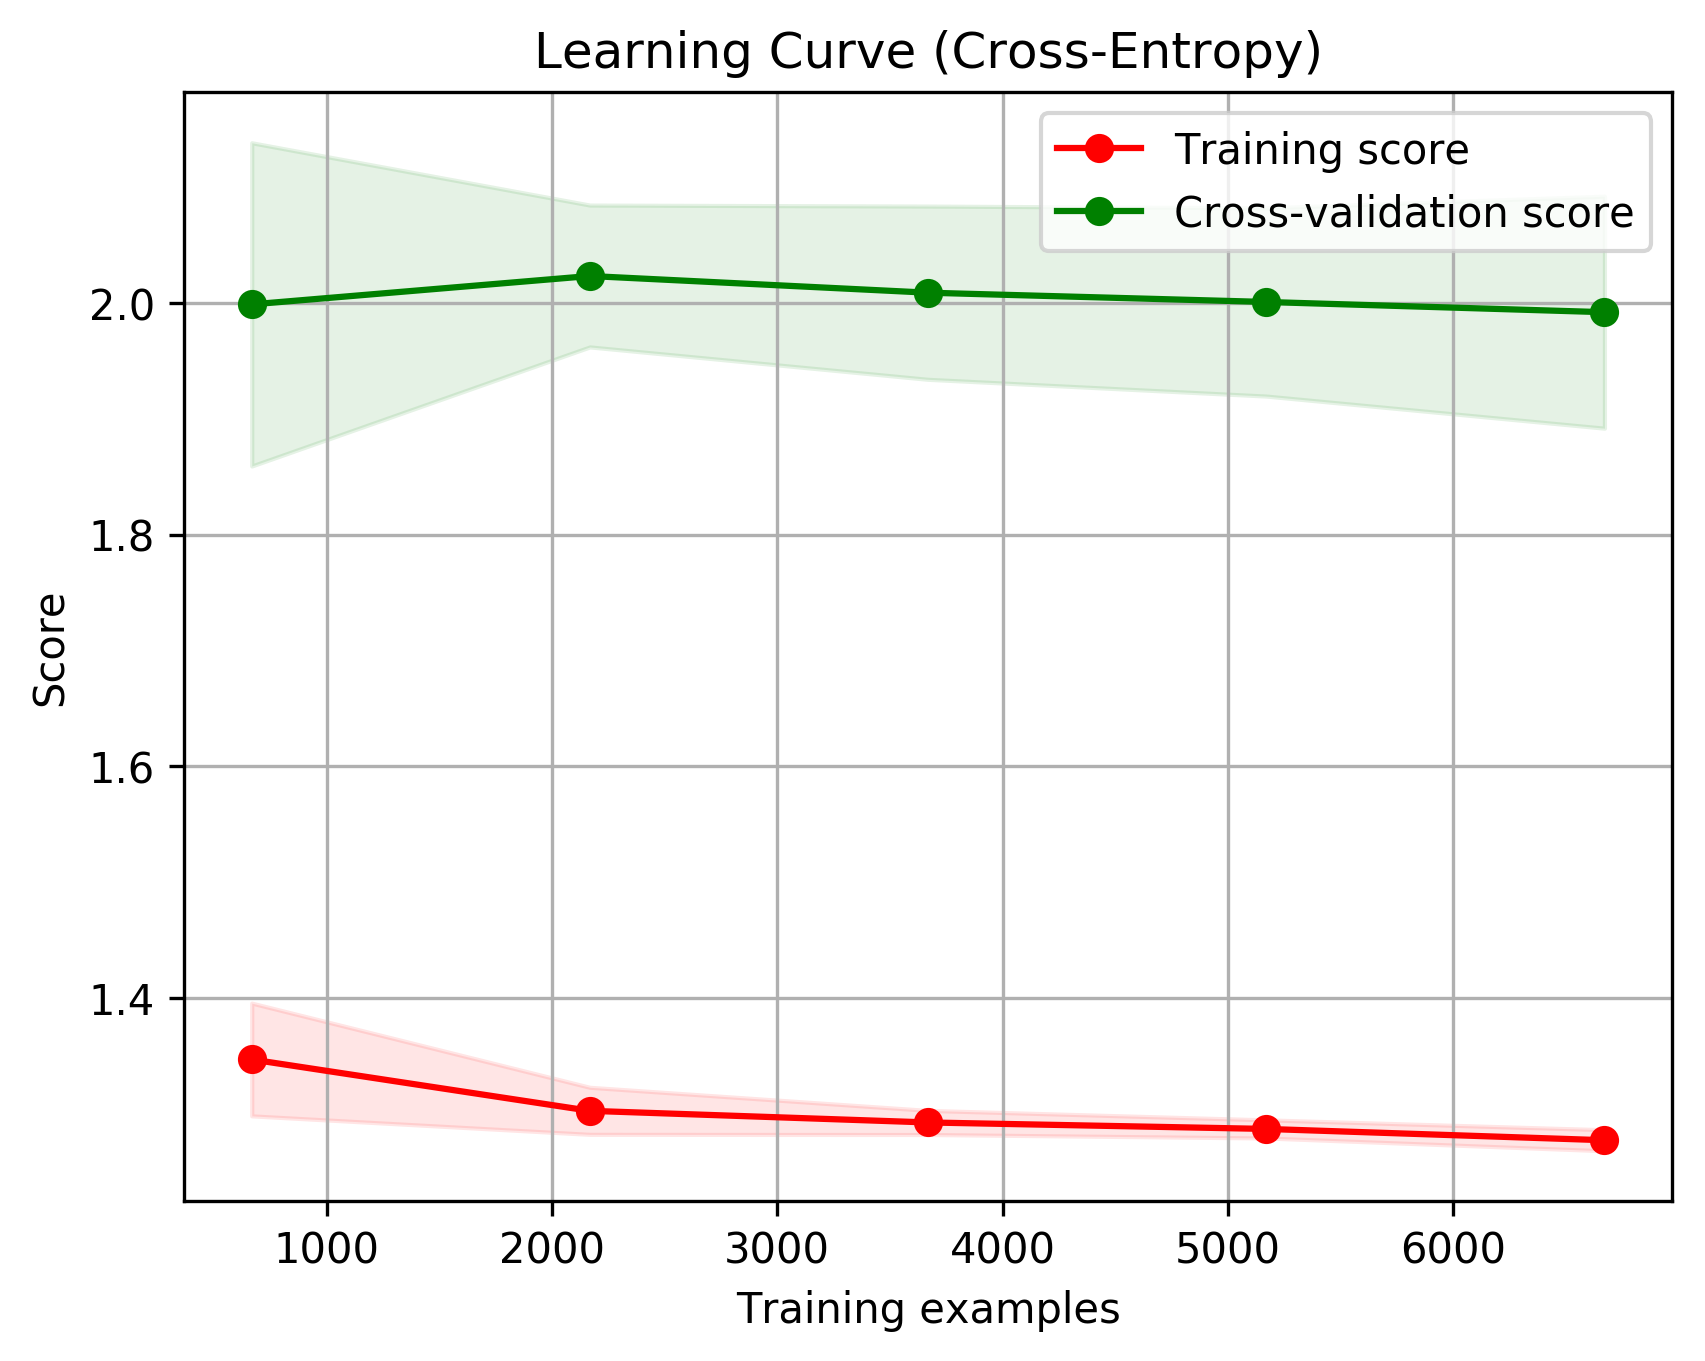 Learning Curve (Cross-Entropy)
Training score
Cross-validation score
2.0
1.8
1.6
1.4
Score
1000 2000 3000 4000 5000 6000
Training examples